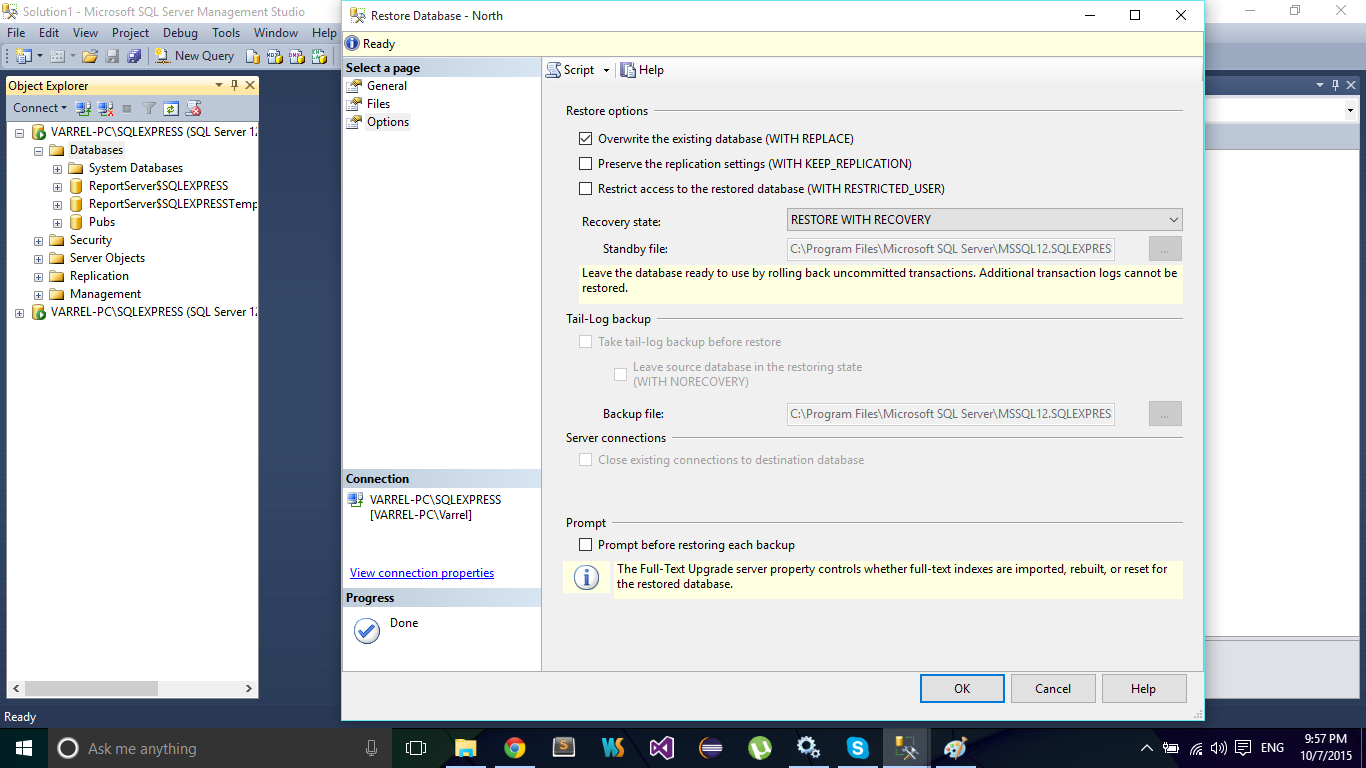 Solution1 - Microsoft SQL Server Management Studio
File Edit View Project Debug Tools Window Help
New Query
Object Explorer
Connect
VARREL-PC\SQLEXPRESS (SQL Server 12
Databases
System Databases
ReportServer$SQLEXPRESS
ReportServer$SQLEXPRESSTemp
Pubs
Security
Server Objects
Replication
Management
VARREL-PC\SQLEXPRESS (SQL Server 12
Ready
Restore Database - North
Ready
Select a page
General
Files
Options
Connection
VARREL-PC\SQLEXPRESS
[VARREL-PC\Varrel]
View connection properties
Progress
Done
Script Help
Restore options
Overwrite the existing database (WITH REPLACE)
Preserve the replication settings (WITH KEEP_REPLICATION)
Restrict access to the restored database (WITH RESTRICTED_USER)
Recovery state: RESTORE WITH RECOVERY
Standby file: C:\Program Files\Microsoft SQL Server\MSSQL12.SQLEXPRES ...
Leave the database ready to use by rolling back uncommitted transactions. Additional transaction logs cannot be
restored.
Tail-Log backup
Take tail-log backup before restore
Leave source database in the restoring state
(WITH NORECOVERY)
Backup file: C:\Program Files\Microsoft SQL Server\MSSQL12.SQLEXPRES ...
Server connections
Close existing connections to destination database
Prompt
Prompt before restoring each backup
The Full-Text Upgrade server property controls whether full-text indexes are imported, rebuilt, or reset for
the restored database.
OK Cancel Help
Ask me anything
ENG
9:57 PM
10/7/2015